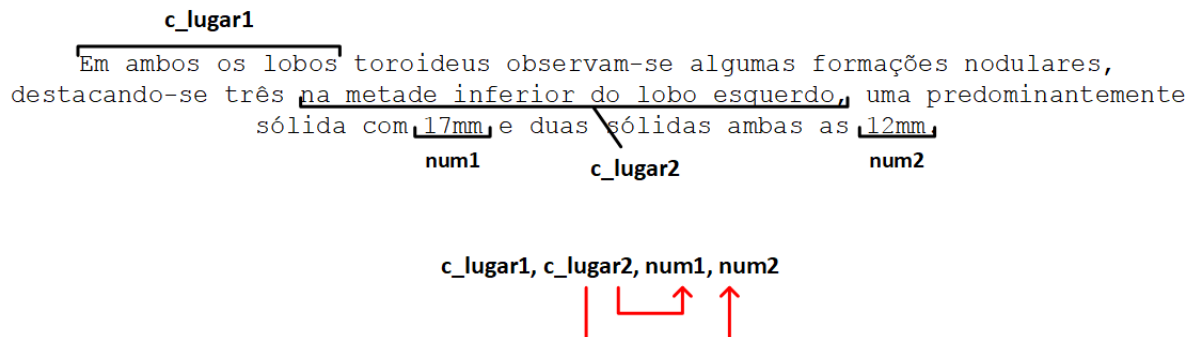 c_lugar1
Em ambos os lobos toroideus observam-se algumas formações nodulares,
destacando-se três na metade inferior do lobo esquerdo, uma predominantemente
sólida com 17mm e duas sólidas ambas as 12mm.
num1
c_lugar2
num2
c_lugar1, c_lugar2, num1, num2